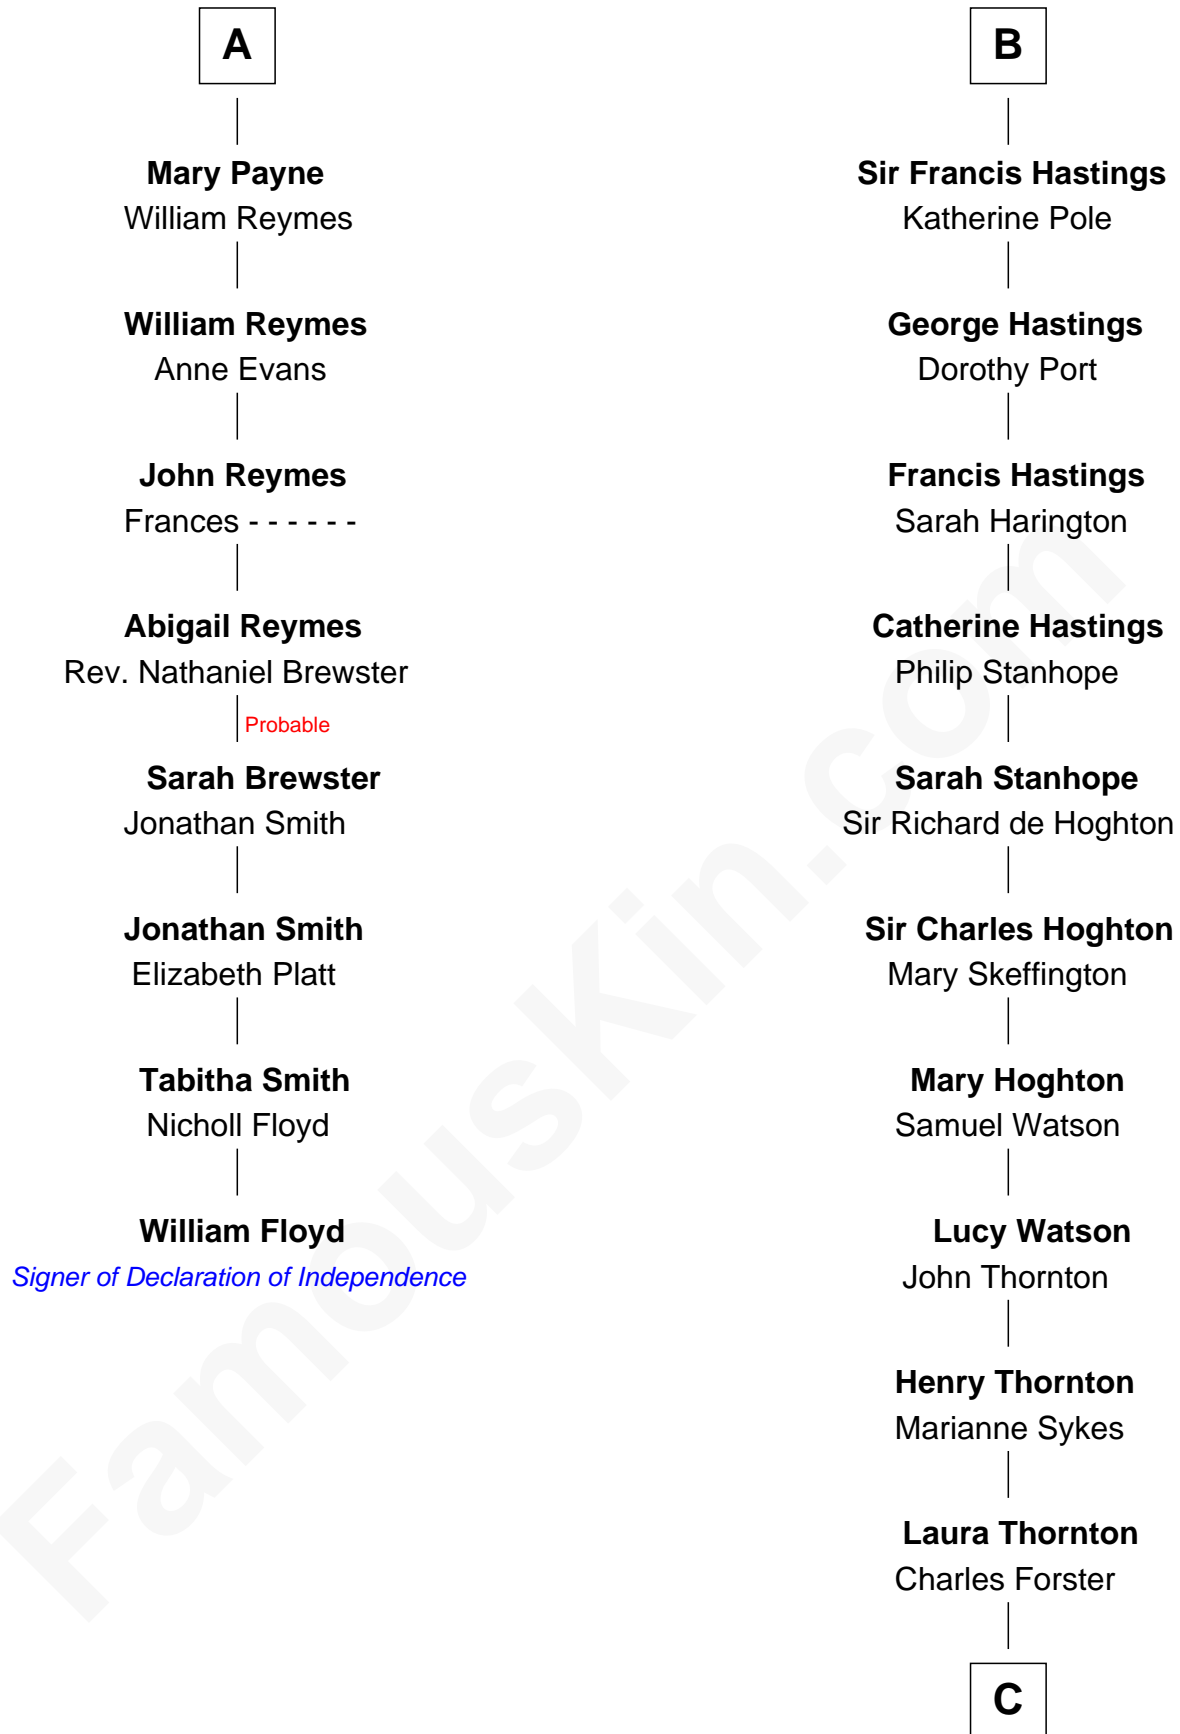 A
Mary Payne
William Reymes
William Reymes
Anne Evans
John Reymes
Frances - - - - - -
Abigail Reymes
Rev. Nathaniel Brewster
Probable
Sarah Brewster
Jonathan Smith
Jonathan Smith
Elizabeth Platt
Tabitha Smith
Nicholl Floyd
William Floyd
Signer of Declaration of Independence
B
Sir Francis Hastings
Katherine Pole
George Hastings
Dorothy Port
Francis Hastings
Sarah Harington
Catherine Hastings
Philip Stanhope
Sarah Stanhope
Sir Richard de Hoghton
Sir Charles Hoghton
Mary Skeffington
Mary Hoghton
Samuel Watson
Lucy Watson
John Thornton
Henry Thornton
Marianne Sykes
Laura Thornton
Charles Forster
C
FamousKin.com